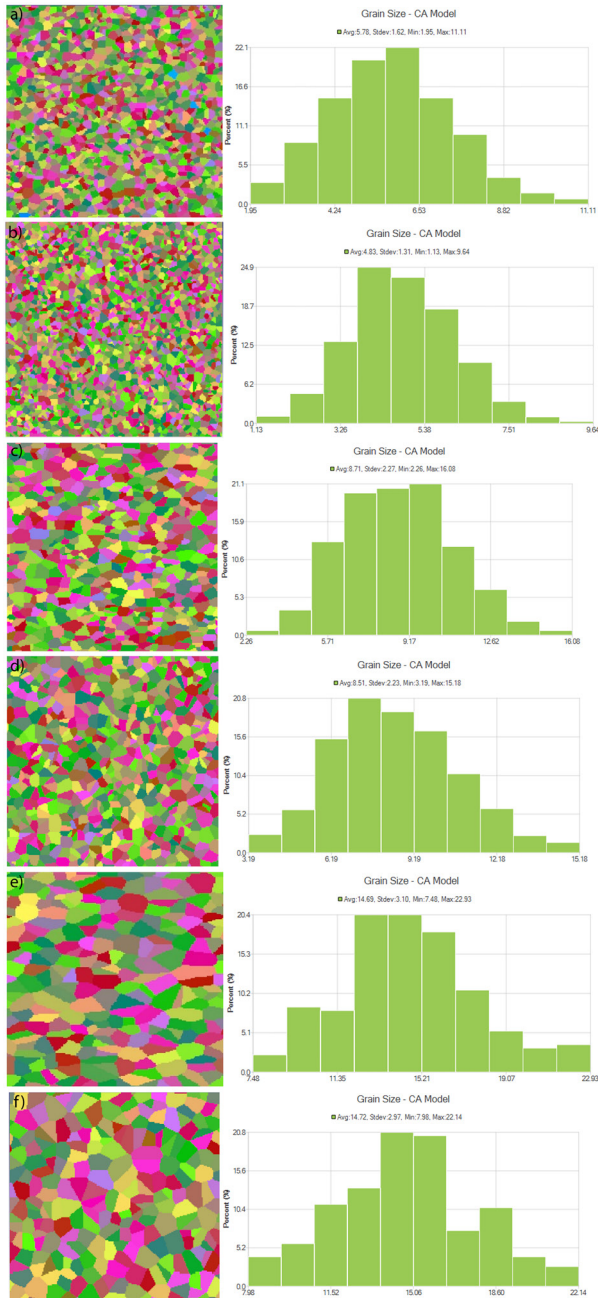 a)
Grain Size - CA Model
Avg:5.78, Stdev:1.62, Min:1.95, Max:11.11
Percent (%)
22.1
16.6
11.1
5.5
0.0
1.95 4.24 6.53 8.82 11.11
b)
Grain Size - CA Model
Avg:4.83, Stdev:1.31, Min:1.13, Max:9.64
Percent (%)
24.9
18.7
12.5
6.2
0.0
1.13 3.26 5.38 7.51 9.64
c)
Grain Size - CA Model
Avg:8.71, Stdev:2.27, Min:2.26, Max:16.08
Percent (%)
21.1
15.9
10.6
5.3
0.0
2.26 5.71 9.17 12.62 16.08
d)
Grain Size - CA Model
Avg:8.51, Stdev:2.23, Min:3.19, Max:15.18
Percent (%)
20.8
15.6
10.4
5.2
0.0
3.19 6.19 9.19 12.18 15.18
e)
Grain Size - CA Model
Avg:14.69, Stdev:3.10, Min:7.48, Max:22.93
Percent (%)
20.4
15.3
10.2
5.1
0.0
7.48 11.35 15.21 19.07 22.93
f)
Grain Size - CA Model
Avg:14.72, Stdev:2.97, Min:7.98, Max:22.14
Percent (%)
20.8
15.6
10.4
5.2
0.0
7.98 11.52 15.06 18.60 22.14